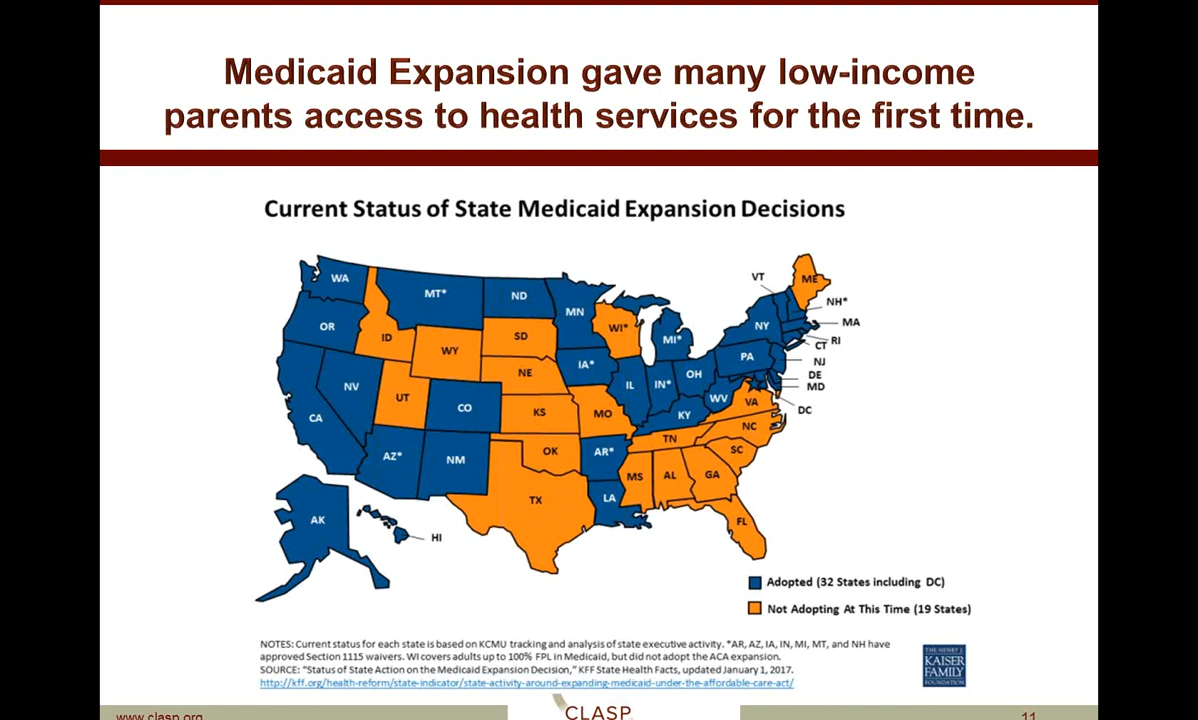 Medicaid Expansion gave many low-income
parents access to health services for the first time.
Current Status of State Medicaid Expansion Decisions
WA
MT*
ND
MN
VT
ME
NH*
OR
ID
WY
SD
WI*
MI*
NY
MA
RI
CT
NV
UT
CO
NE
IA*
IL
IN*
OH
PA
NJ
DE
MD
CA
KS
MO
KY
WV
VA
DC
AZ*
NM
OK
AR*
TN
NC
SC
TX
LA
MS
AL
GA
FL
AK
HI
Adopted (32 States including DC)
Not Adopting At This Time (19 States)
NOTES: Current status for each state is based on KCMU tracking and analysis of state executive activity. *AR, AZ, IA, IN, MI, MT, and NH have
approved Section 1115 waivers. WI covers adults up to 100% FPL in Medicaid, but did not adopt the ACA expansion.
SOURCE: “Status of State Action on the Medicaid Expansion Decision,” KFF State Health Facts, updated January 1, 2017.
http://kff.org/health-reform/state-indicator/state-activity-around-expanding-medicaid-under-the-affordable-care-act/
THE HENRY J.
KAISER
FAMILY
FOUNDATION
www.clasp.org
CLASP
11